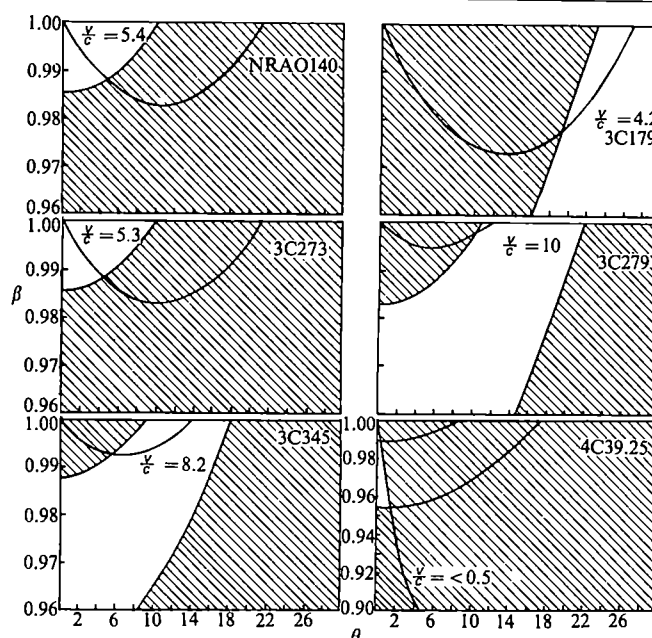 1.00
0.99
0.98
0.97
0.96
v/c = 5.4
NRAO140
v/c = 4.2
3C179
1.00
0.99
0.98
0.97
0.96
β
v/c = 5.3
3C273
v/c = 10
3C279
1.00
0.99
0.98
0.97
0.96
v/c = 8.2
3C345
2 6 10 14 18 22 26
1.00
0.98
0.96
0.94
0.92
0.90
4C39.25
v/c = < 0.5
2 6 10 14 18 22 26
θ